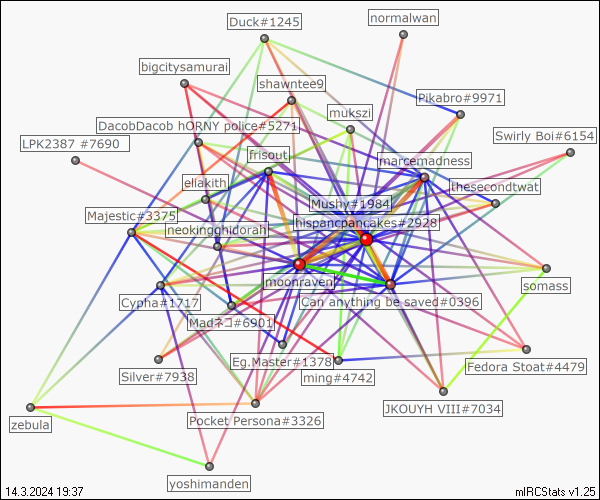 Duck#1245
normalwan
bigcitysamurai
shawntee9
Pikabro#9971
mukszi
DacobDacob hORNY police#5271
Swirly Boi#6154
LPK2387 #7690
frisout
marcemadness
eliakith
thesecondtwat
Mushy#1984
Majestic#3375
hispancpancakes#2928
neokingghidorah
moonraven
somass
Cypha#1717
Can anything be saved#0396
Madネコ#6901
Eg.Master#1378
Fedora Stoat#4479
Silver#7938
ming#4742
JKOUYH VIII#7034
Pocket Persona#3326
zebula
yoshimanden
14.3.2024 19:37
mIRCStats v1.25